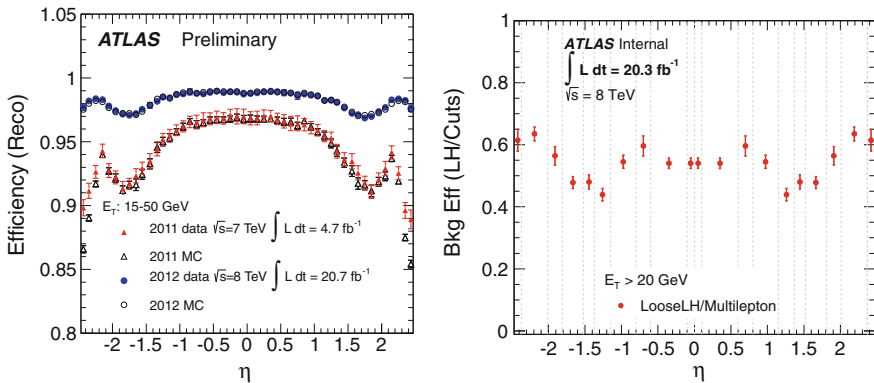 ATLAS Preliminary
Efficiency (Reco)
1.05
1
0.95
0.9
0.85
0.8
E_T: 15-50 GeV
2011 data √s=7 TeV ∫ L dt = 4.7 fb⁻¹
2011 MC
2012 data √s=8 TeV ∫ L dt = 20.7 fb⁻¹
2012 MC
-2 -1.5 -1 -0.5 0 0.5 1 1.5 2
η
ATLAS Internal
∫ L dt = 20.3 fb⁻¹
√s = 8 TeV
Bkg Eff (LH/Cuts)
1
0.8
0.6
0.4
0.2
0
E_T > 20 GeV
LooseLH/Multilepton
-2 -1.5 -1 -0.5 0 0.5 1 1.5 2
η